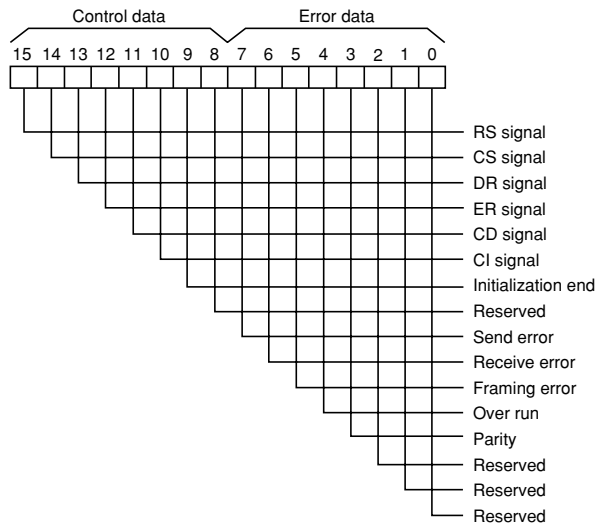 Control data Error data
15 14 13 12 11 10 9 8 7 6 5 4 3 2 1 0
RS signal
CS signal
DR signal
ER signal
CD signal
CI signal
Initialization end
Reserved
Send error
Receive error
Framing error
Over run
Parity
Reserved
Reserved
Reserved